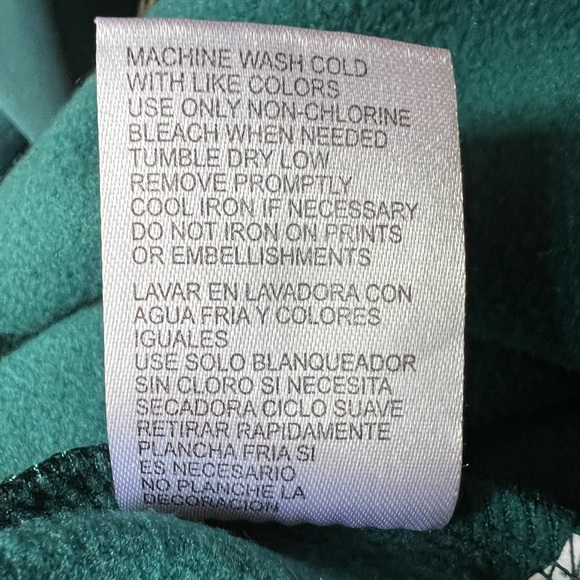 MACHINE WASH COLD
WITH LIKE COLORS
USE ONLY NON-CHLORINE
BLEACH WHEN NEEDED
TUMBLE DRY LOW
REMOVE PROMPTLY
COOL IRON IF NECESSARY
DO NOT IRON ON PRINTS
OR EMBELLISHMENTS
LAVAR EN LAVADORA CON
AGUA FRIA Y COLORES
IGUALES
USE SOLO BLANQUEADOR
SIN CLORO SI NECESITA
SECADORA CICLO SUAVE
RETIRAR RAPIDAMENTE
PLANCHA FRIA SI
ES NECESARIO
NO PLANCHE LA
DECORACION